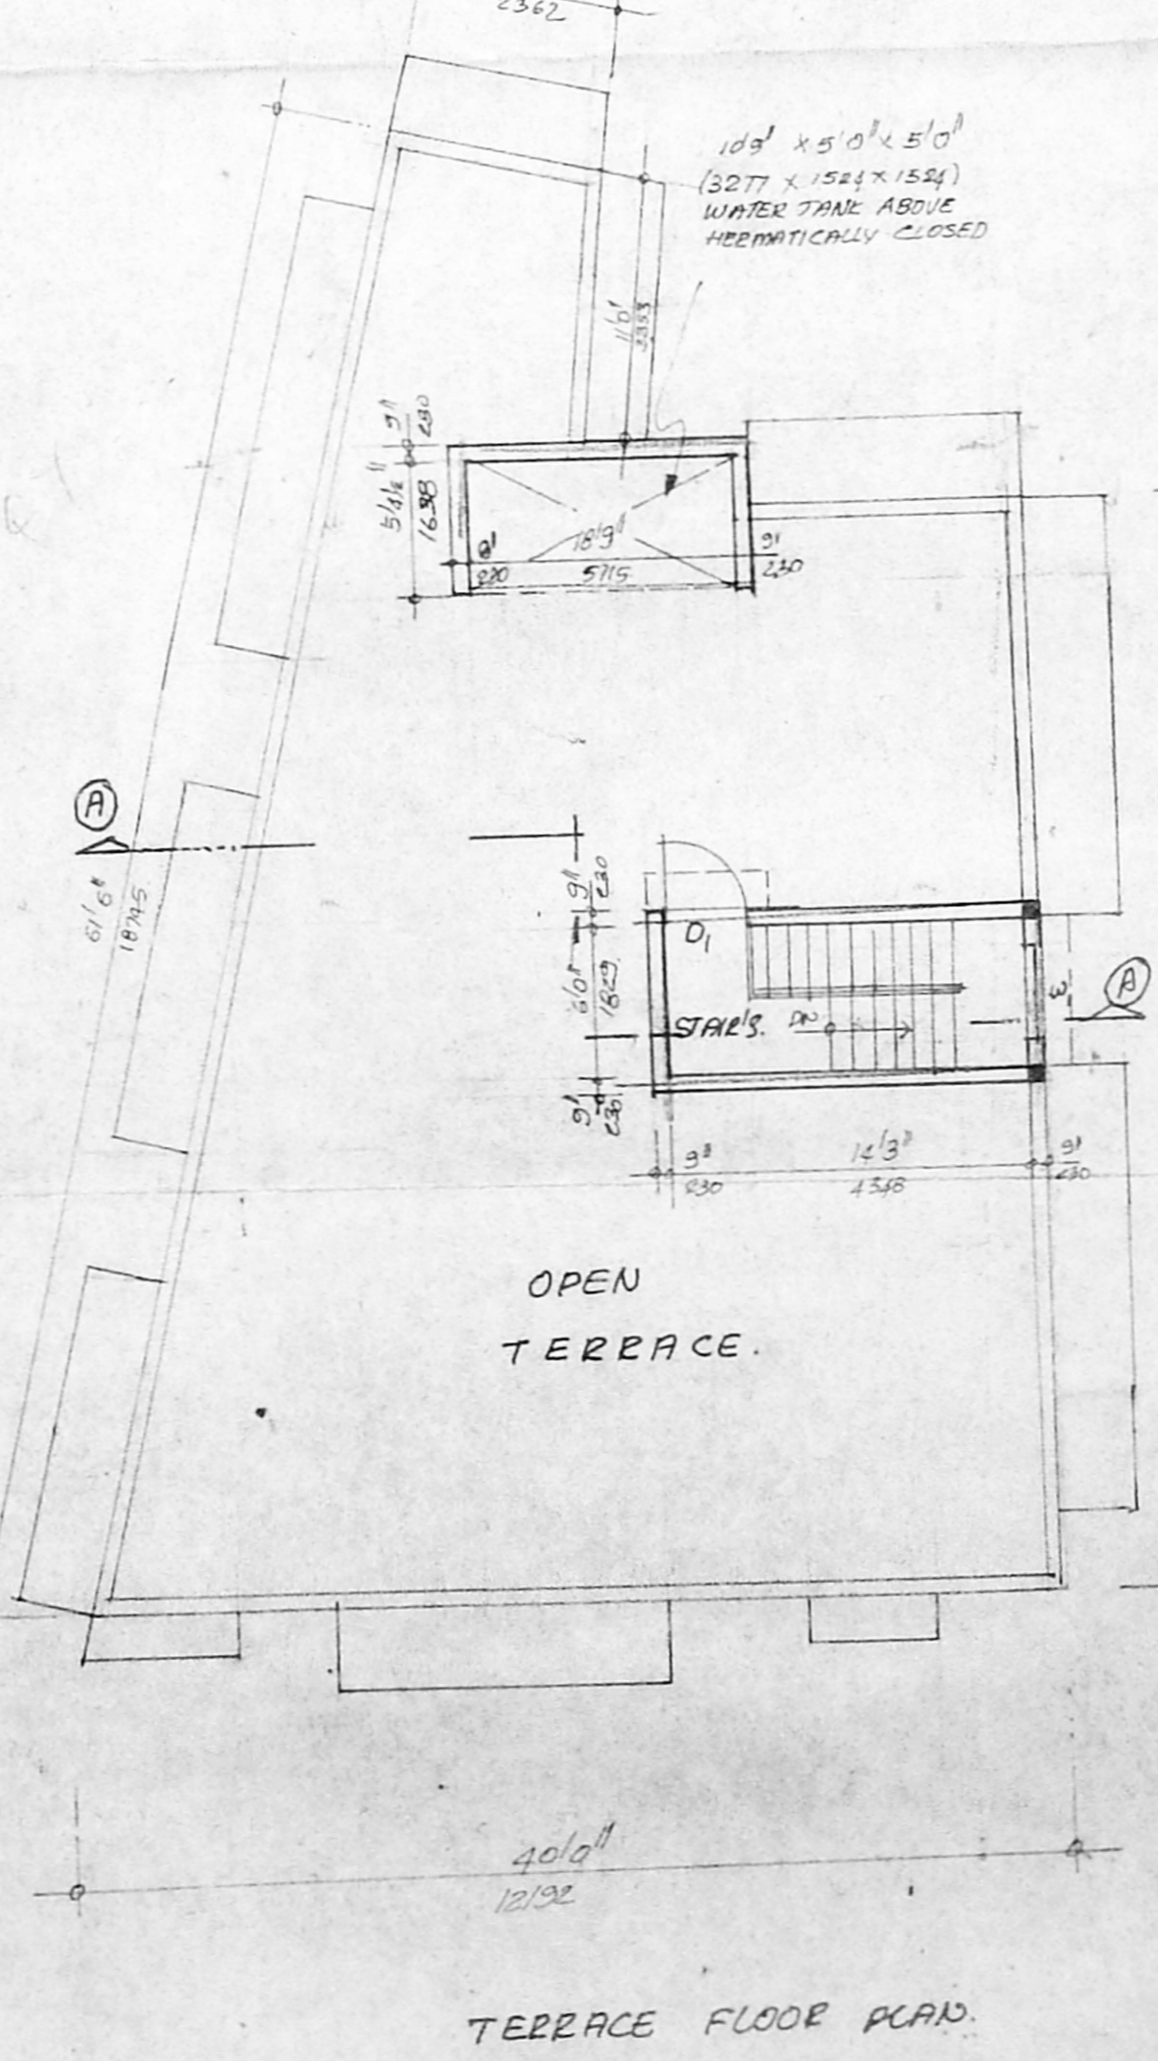 2362
10'9" x 5'0" x 5'0"
(3277 x 1524 x 1524)
WATER TANK ABOVE
HERMATICALLY CLOSED
11'0"
3353
9"
230
5'4½"
1638
9"
230
18'9"
5715
9"
230
A
61'6"
18745
9"
230
D1
6'0"
1829
STAIR'S.
DN
W
A
9"
230
9"
230
14'3"
4348
9"
230
OPEN
TERRACE.
40'0"
12192
TERRACE FLOOR PLAN.